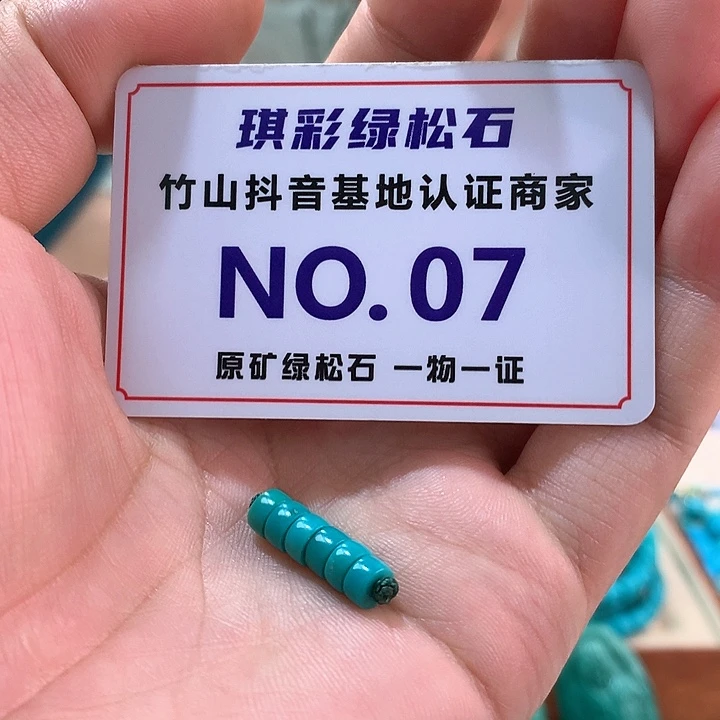 琪彩绿松石
竹山抖音基地认证商家
NO.07
原矿绿松石 一物一证